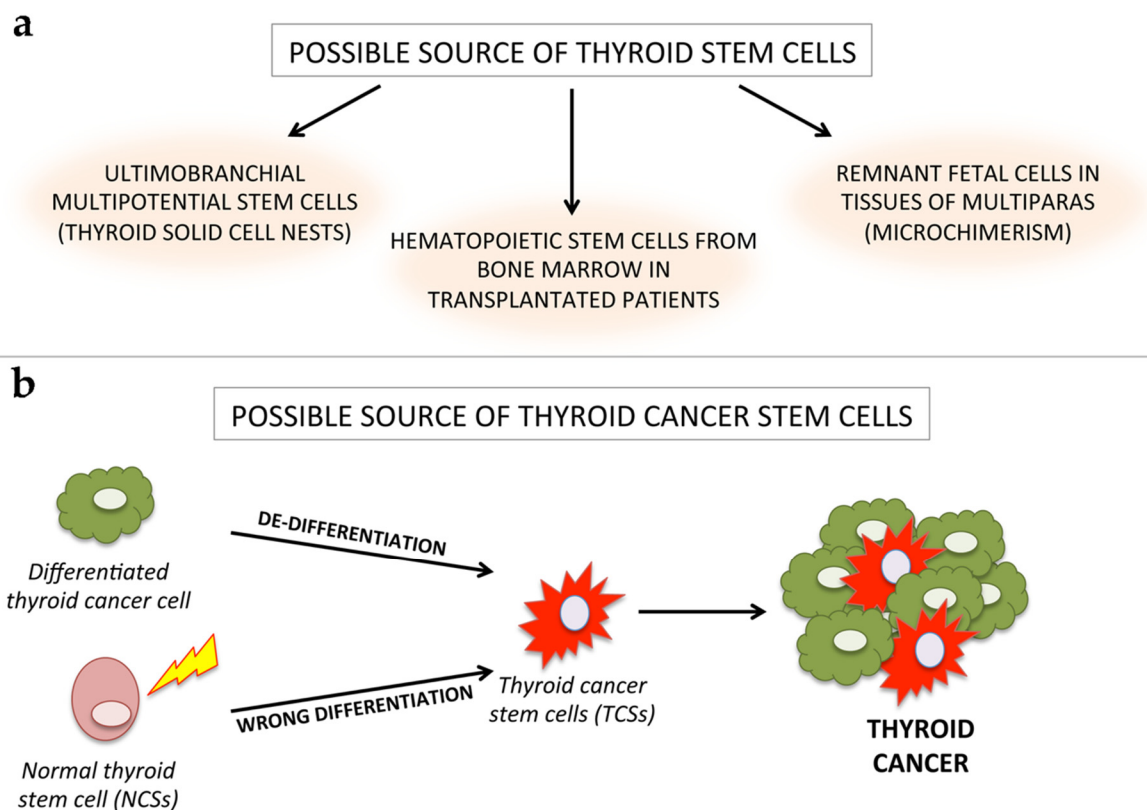 a
POSSIBLE SOURCE OF THYROID STEM CELLS
ULTIMOBRANCHIAL
MULTIPOTENTIAL STEM CELLS
(THYROID SOLID CELL NESTS)
HEMATOPOIETIC STEM CELLS FROM
BONE MARROW IN
TRANSPLANTATED PATIENTS
REMNANT FETAL CELLS IN
TISSUES OF MULTIPARAS
(MICROCHIMERISM)
b
POSSIBLE SOURCE OF THYROID CANCER STEM CELLS
Differentiated
thyroid cancer cell
DE-DIFFERENTIATION
Normal thyroid
stem cell (NCSs)
WRONG DIFFERENTIATION
Thyroid cancer
stem cells (TCSs)
THYROID
CANCER